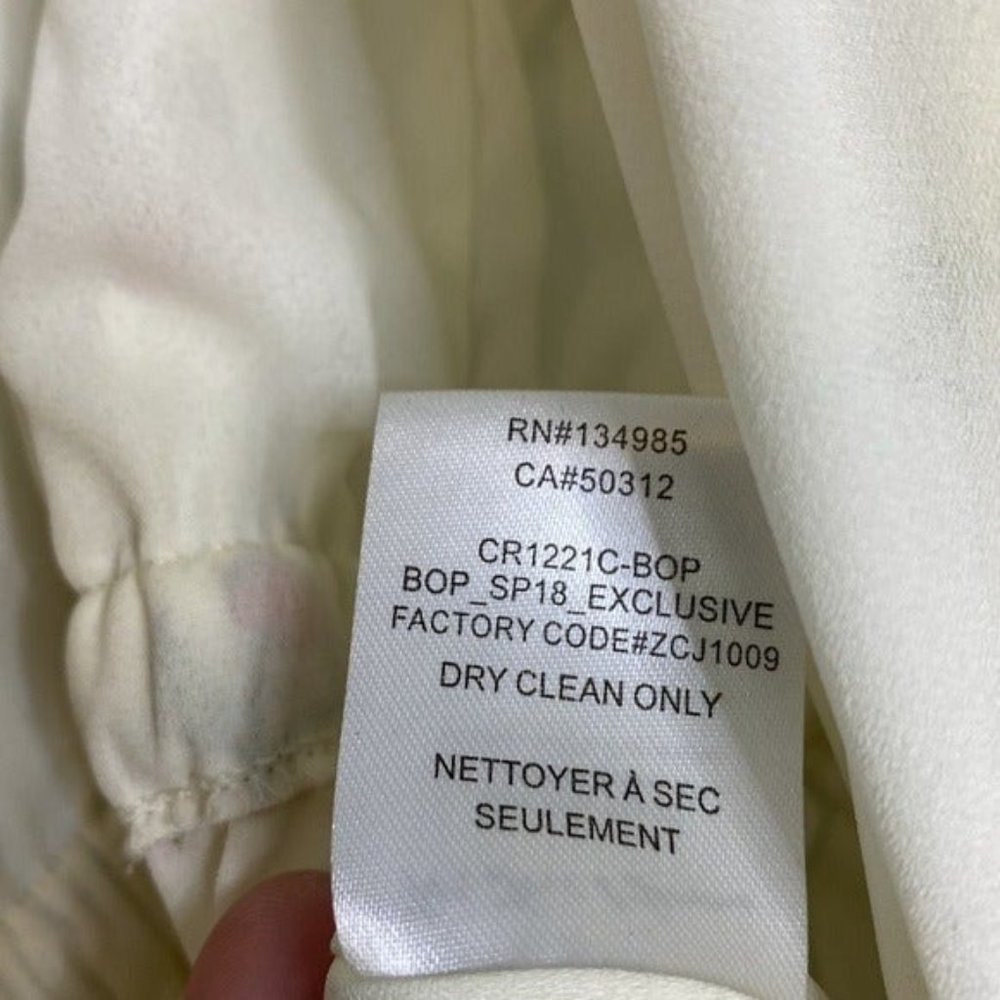 RN#134985
CA#50312
CR1221C-BOP
BOP_SP18_EXCLUSIVE
FACTORY CODE#ZCJ1009
DRY CLEAN ONLY
NETTOYER À SEC
SEULEMENT